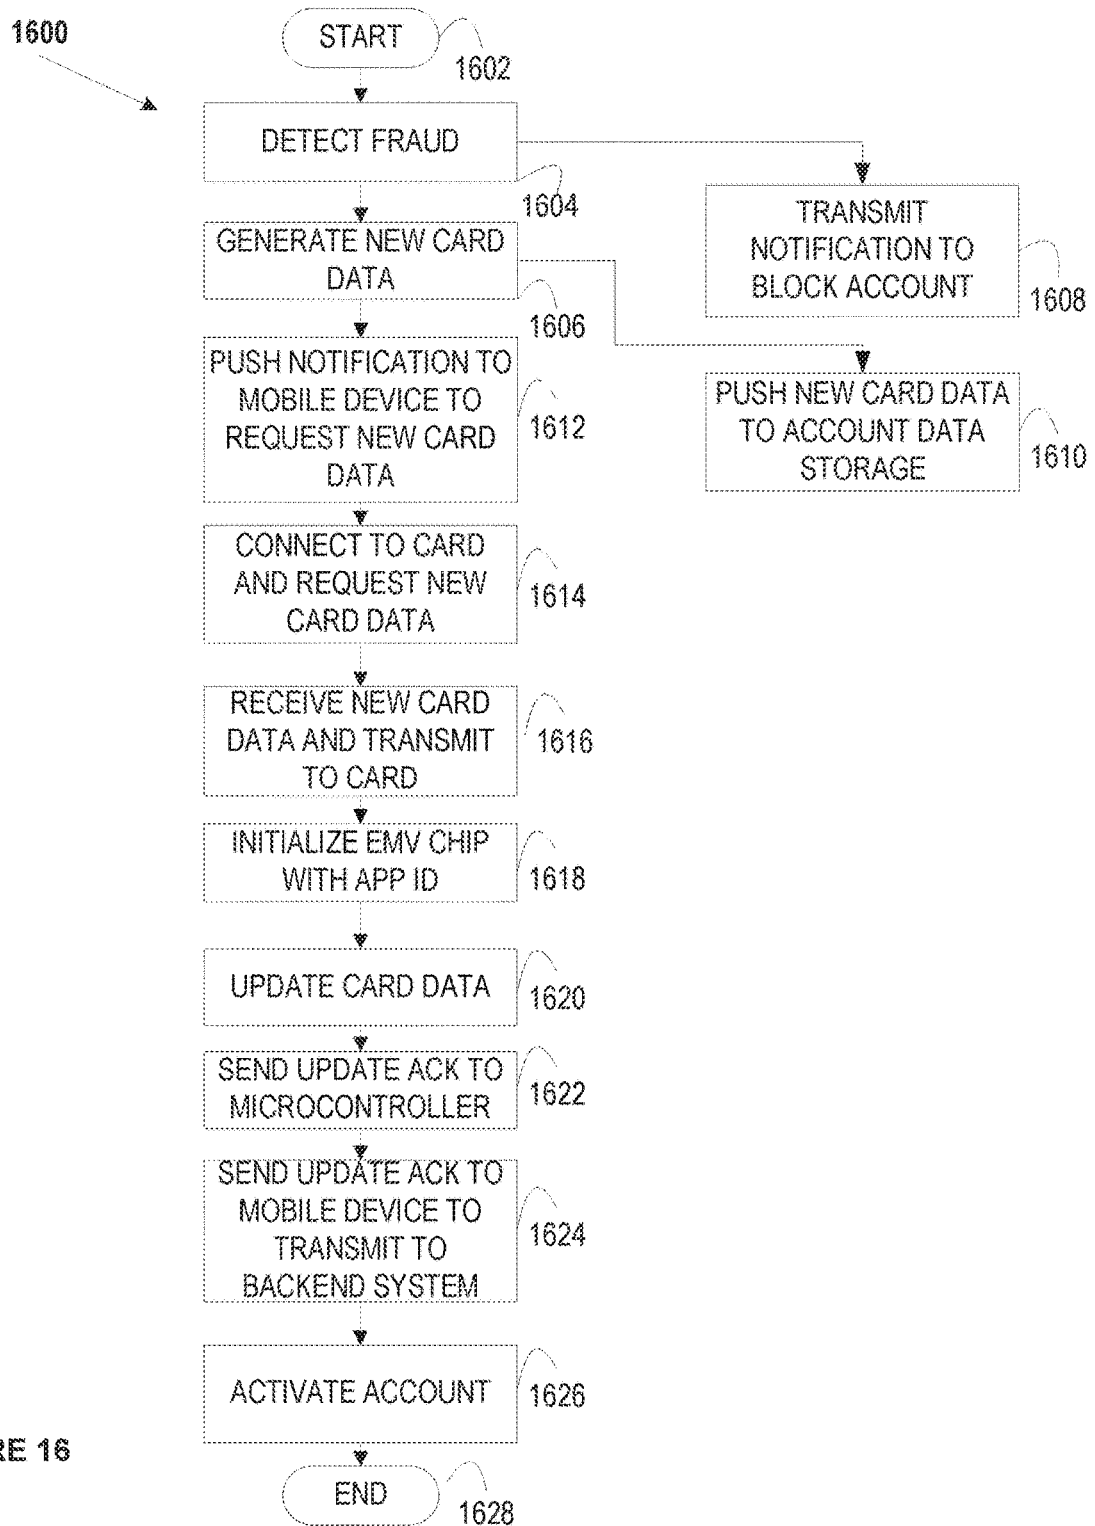 1600
START
1602
DETECT FRAUD
1604
TRANSMIT
NOTIFICATION TO
BLOCK ACCOUNT
1608
GENERATE NEW CARD
DATA
1606
PUSH NEW CARD DATA
TO ACCOUNT DATA
STORAGE
1610
PUSH NOTIFICATION TO
MOBILE DEVICE TO
REQUEST NEW CARD
DATA
1612
CONNECT TO CARD
AND REQUEST NEW
CARD DATA
1614
RECEIVE NEW CARD
DATA AND TRANSMIT
TO CARD
1616
INITIALIZE EMV CHIP
WITH APP ID
1618
UPDATE CARD DATA
1620
SEND UPDATE ACK TO
MICROCONTROLLER
1622
SEND UPDATE ACK TO
MOBILE DEVICE TO
TRANSMIT TO
BACKEND SYSTEM
1624
ACTIVATE ACCOUNT
1626
RE 16
END
1628